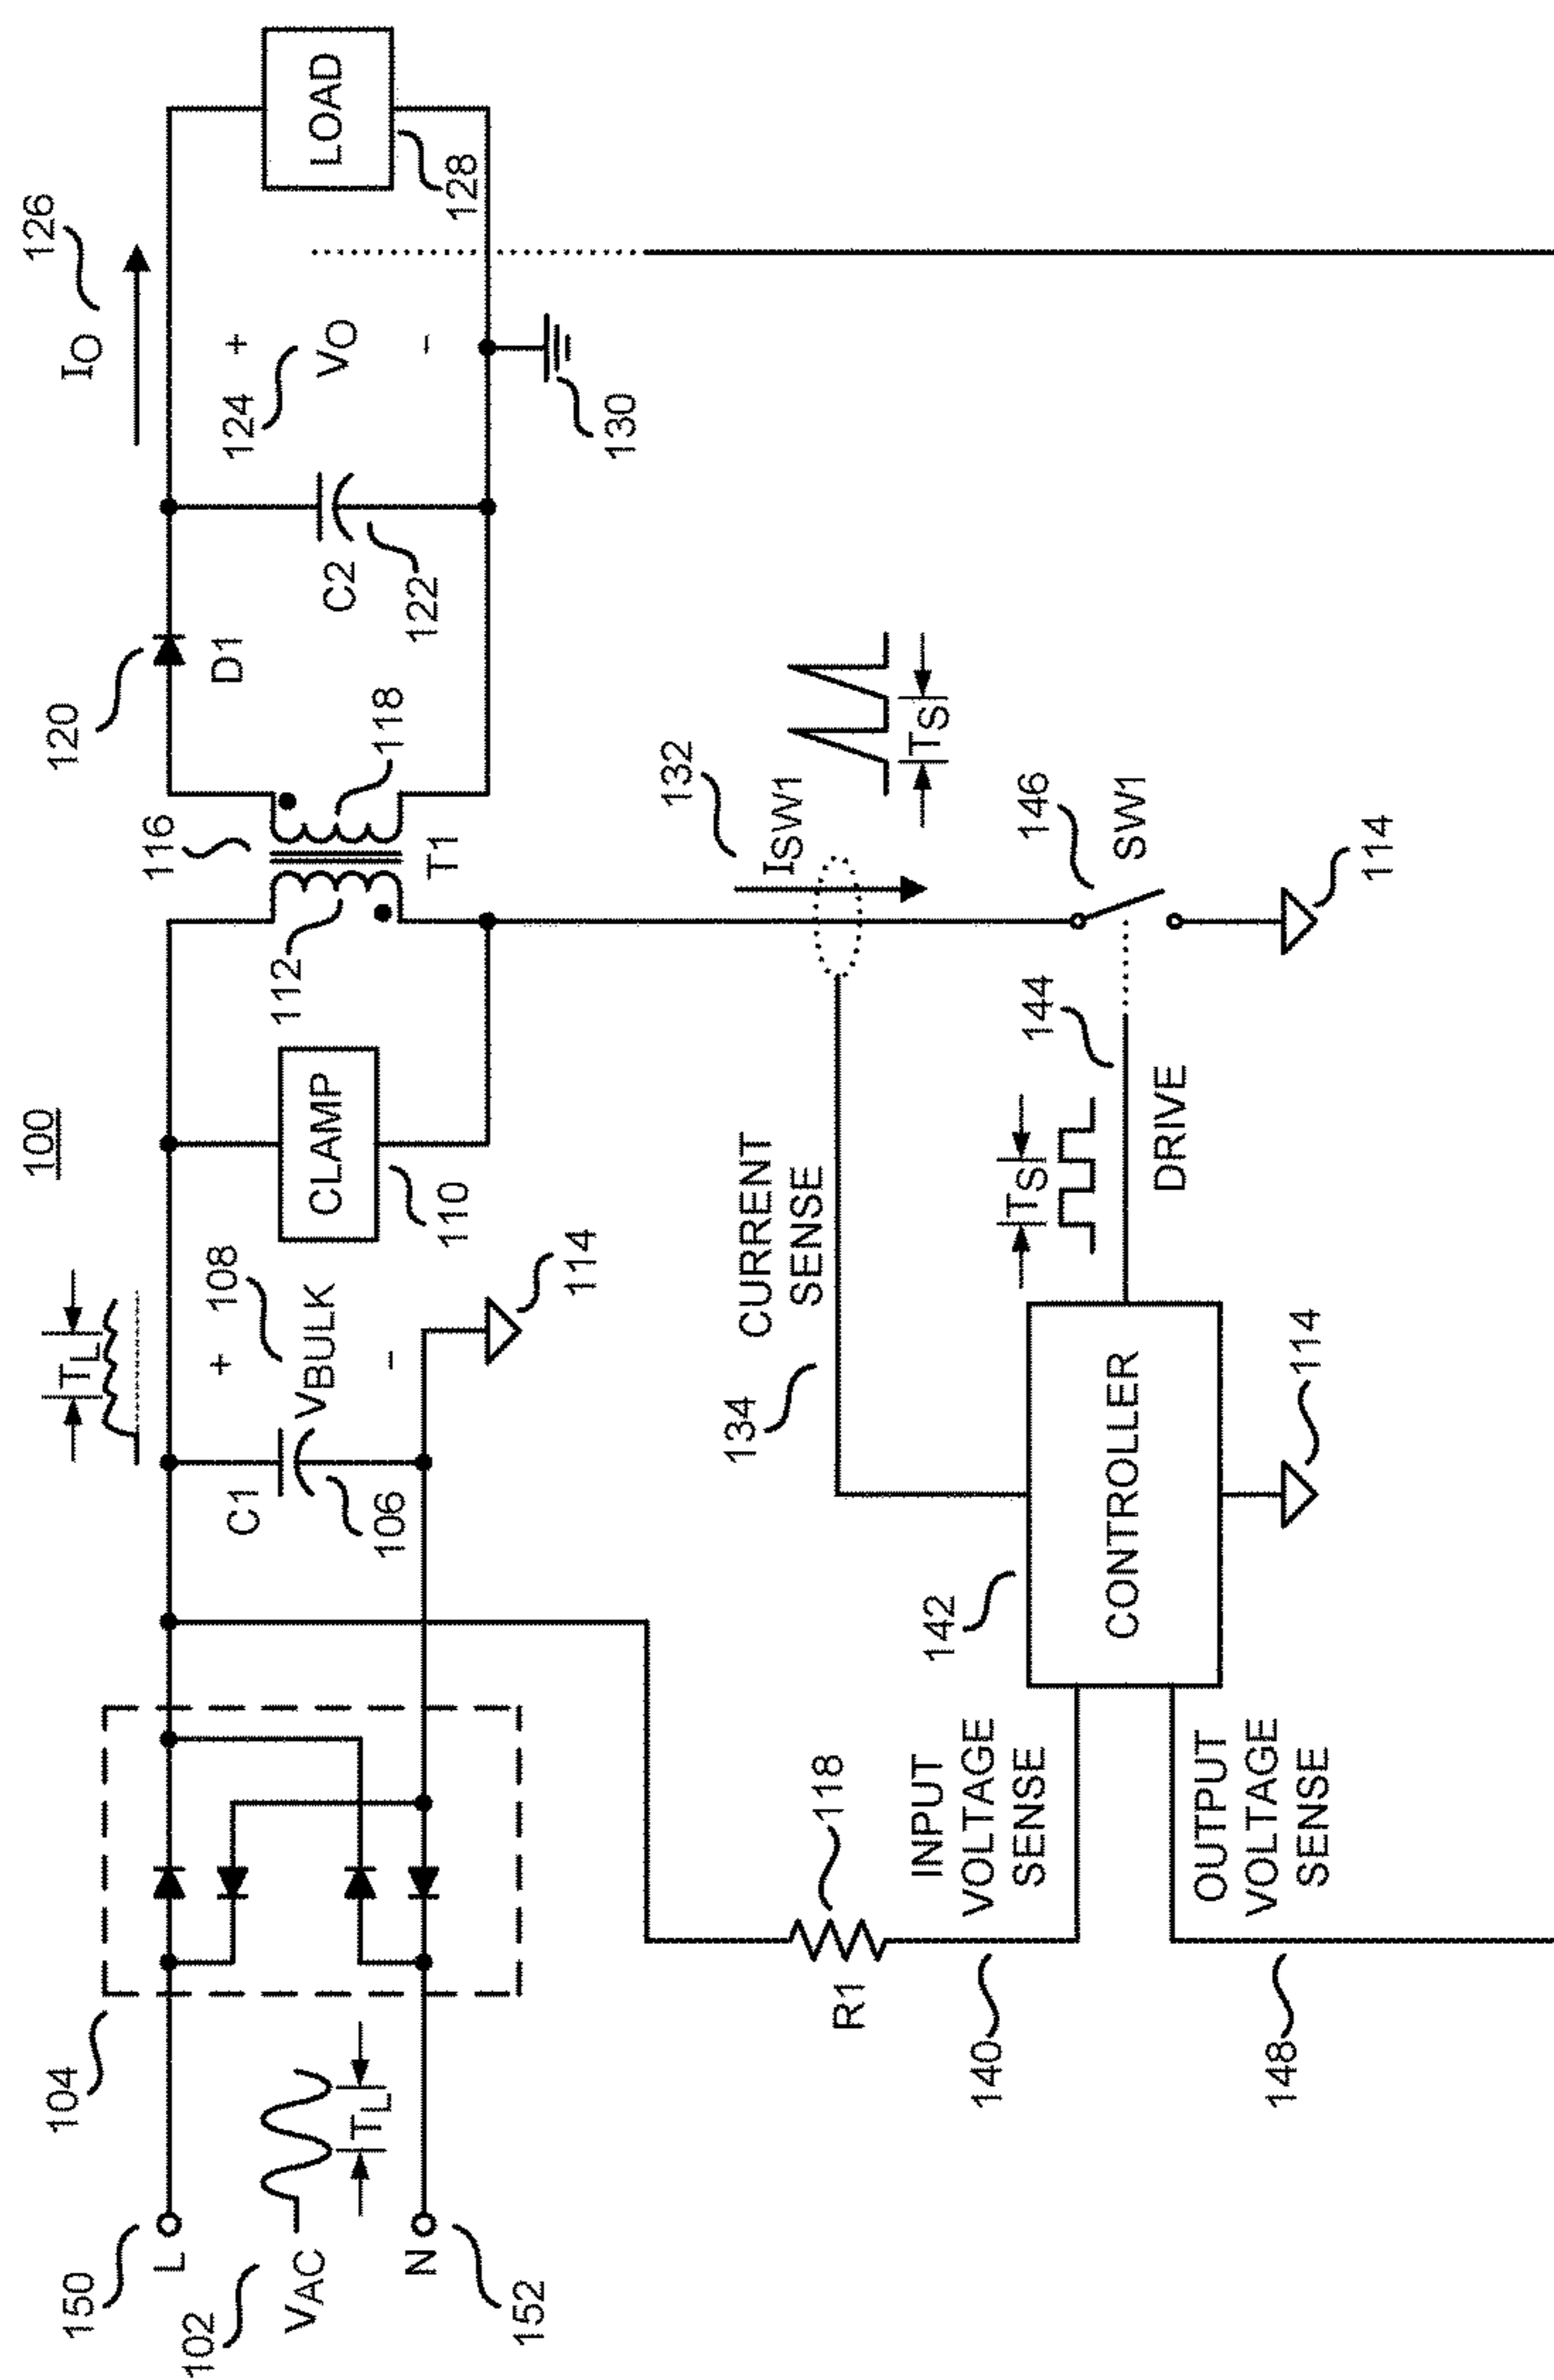 100
150
L
102
VAC
TL
N
152
104
TL
C1
106
+
108
VBULK
−
114
CLAMP
110
112
116
T1
118
120
D1
C2
122
124
+
VO
−
IO
126
130
LOAD
128
118
R1
INPUT
VOLTAGE
SENSE
140
OUTPUT
VOLTAGE
SENSE
148
142
CONTROLLER
114
134
CURRENT
SENSE
TS
DRIVE
144
132
ISW1
TS
146
SW1
114